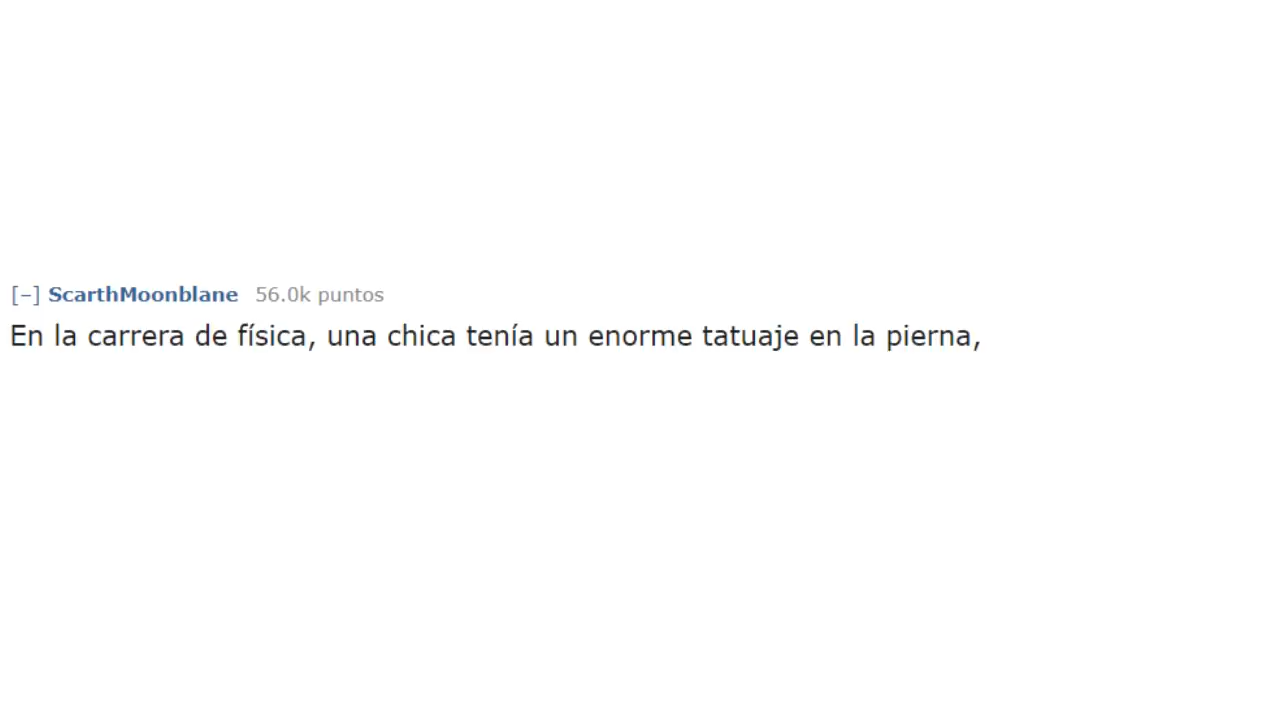 [–] ScarthMoonblane 56.0k puntos
En la carrera de física, una chica tenía un enorme tatuaje en la pierna,